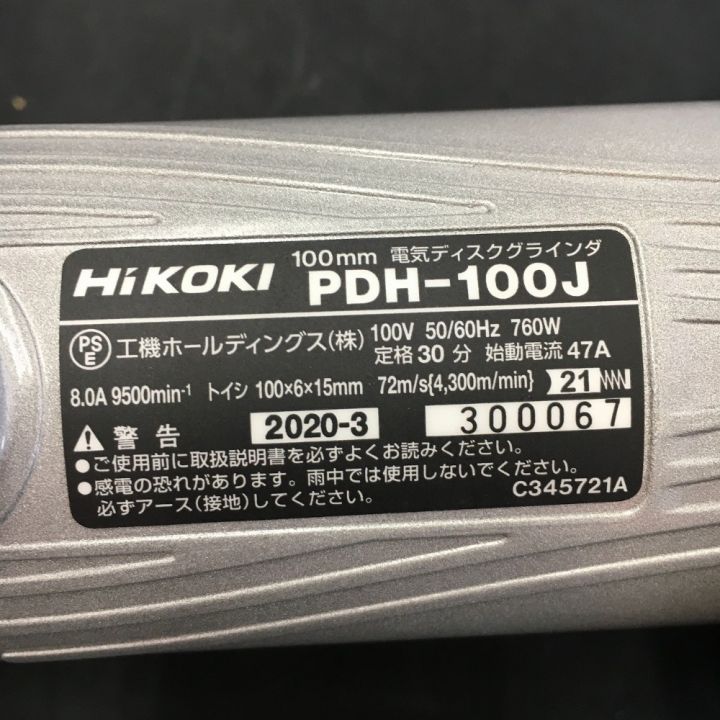 100mm 電気ディスクグラインダ
HiKOKI PDH-100J
PSE 工機ホールディングス(株) 100V 50/60Hz 760W
定格30分 始動電流47A
8.0A 9500min-1 トイシ 100×6×15mm 72m/s{4,300m/min} 21
警告 2020-3 300067
●ご使用前に取扱説明書を必ずよくお読みください。
●感電の恐れがあります。雨中では使用しないでください。
必ずアース(接地)してください。 C345721A